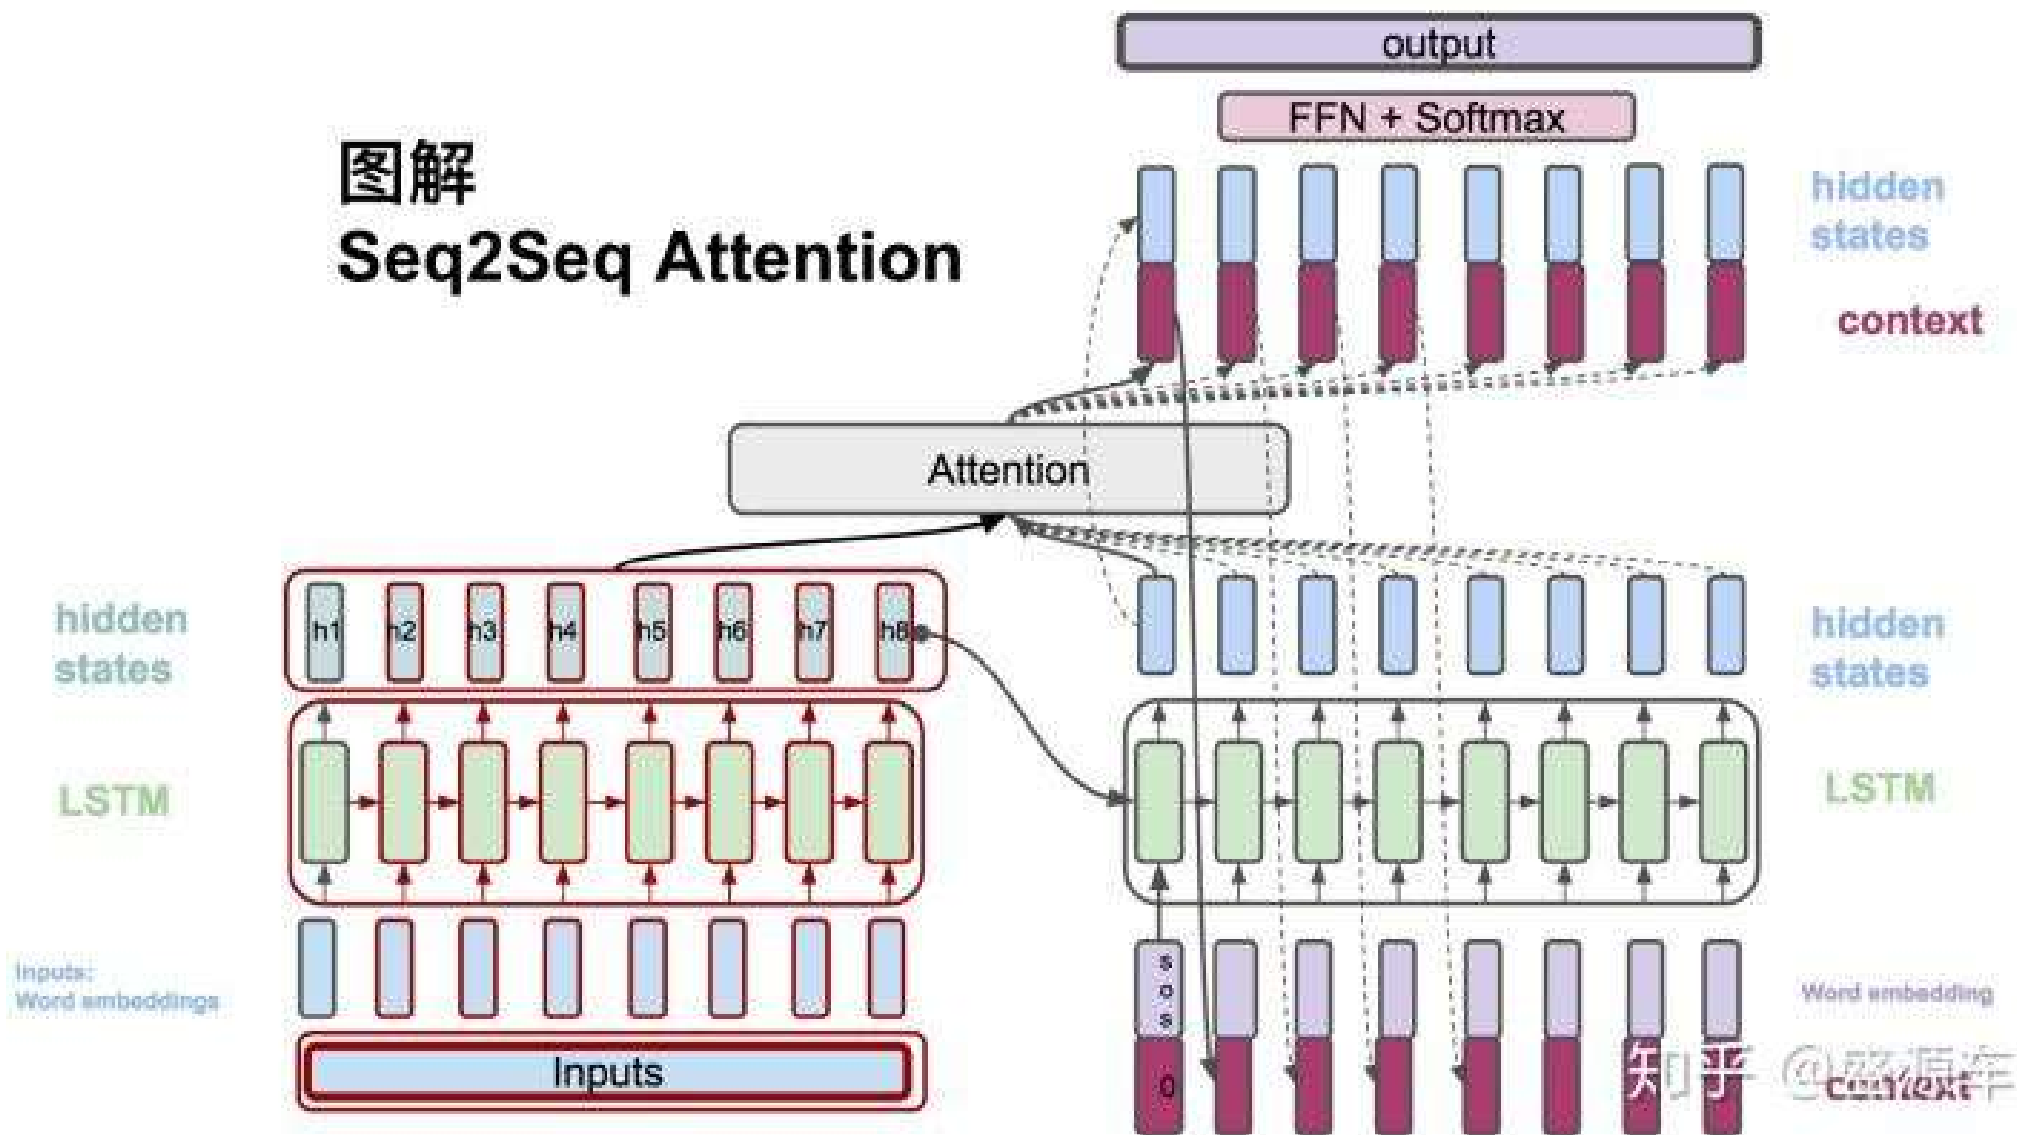 output
FFN + Softmax
图解
Seq2Seq Attention
hidden
states
context
Attention
hidden
states
h1 h2 h3 h4 h5 h6 h7 h8
hidden
states
LSTM
LSTM
Inputs:
Word embeddings
s
o
s
Word embedding
Inputs
0
知乎
context